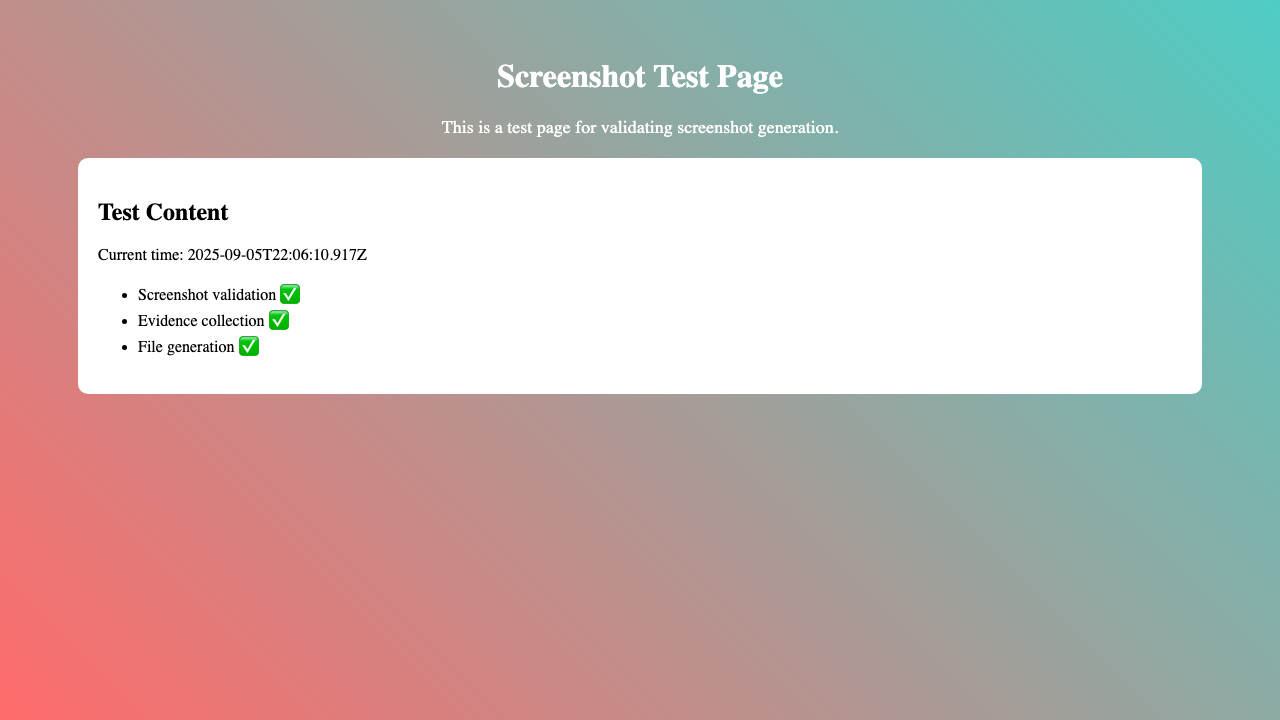 Screenshot Test Page
This is a test page for validating screenshot generation.
Test Content
Current time: 2025-09-05T22:06:10.917Z
• Screenshot validation ✅
• Evidence collection ✅
• File generation ✅